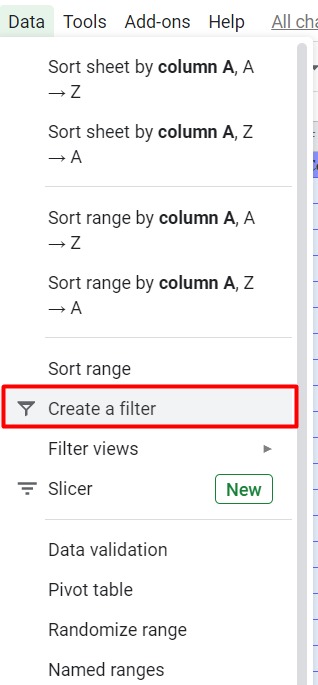 Data Tools Add-ons Help All cha
Sort sheet by column A, A
→ Z
Sort sheet by column A, Z
→ A
Sort range by column A, A
→ Z
Sort range by column A, Z
→ A
Sort range
Create a filter
Filter views
Slicer New
Data validation
Pivot table
Randomize range
Named ranges